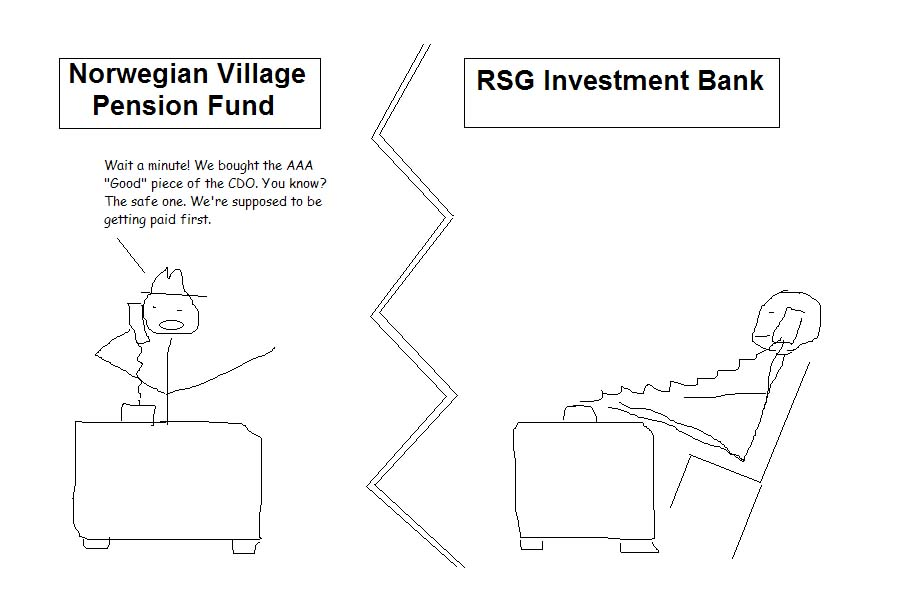 Norwegian Village
Pension Fund
RSG Investment Bank
Wait a minute! We bought the AAA
"Good" piece of the CDO. You know?
The safe one. We're supposed to be
getting paid first.